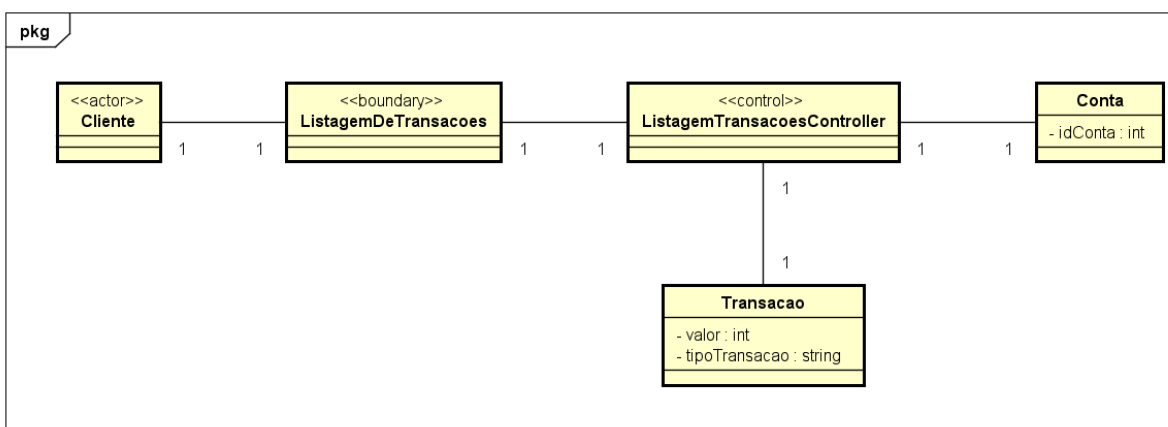 pkg
<<actor>>
Cliente
<<boundary>>
ListagemDeTransacoes
<<control>>
ListagemTransacoesController
Conta
- idConta : int
1
1
1
1
1
1
1
1
Transacao
- valor : int
- tipoTransacao : string